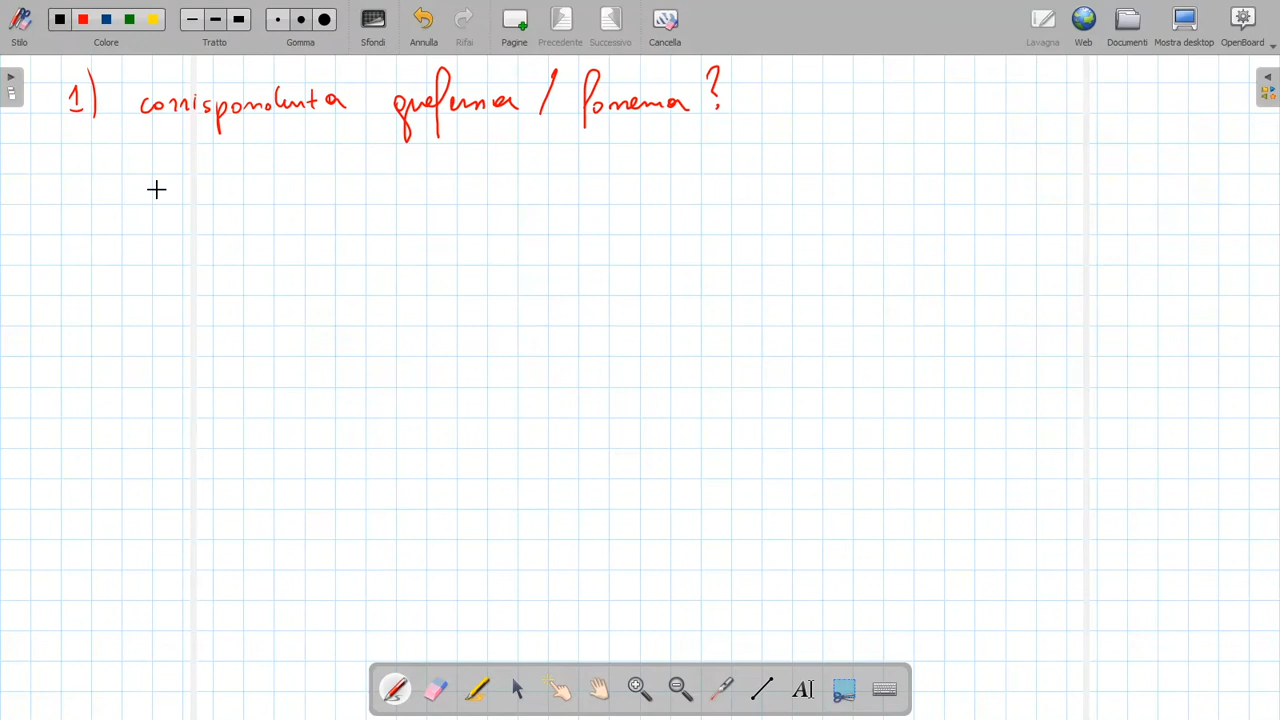 Stilo
Colore
Tratto
Gomma
Sfondi
Annulla
Rifai
Pagine
Precedente
Successivo
Cancella
Lavagna
Web
Documenti
Mostra desktop
OpenBoard
1) corrispondenza grafema / fonema ?